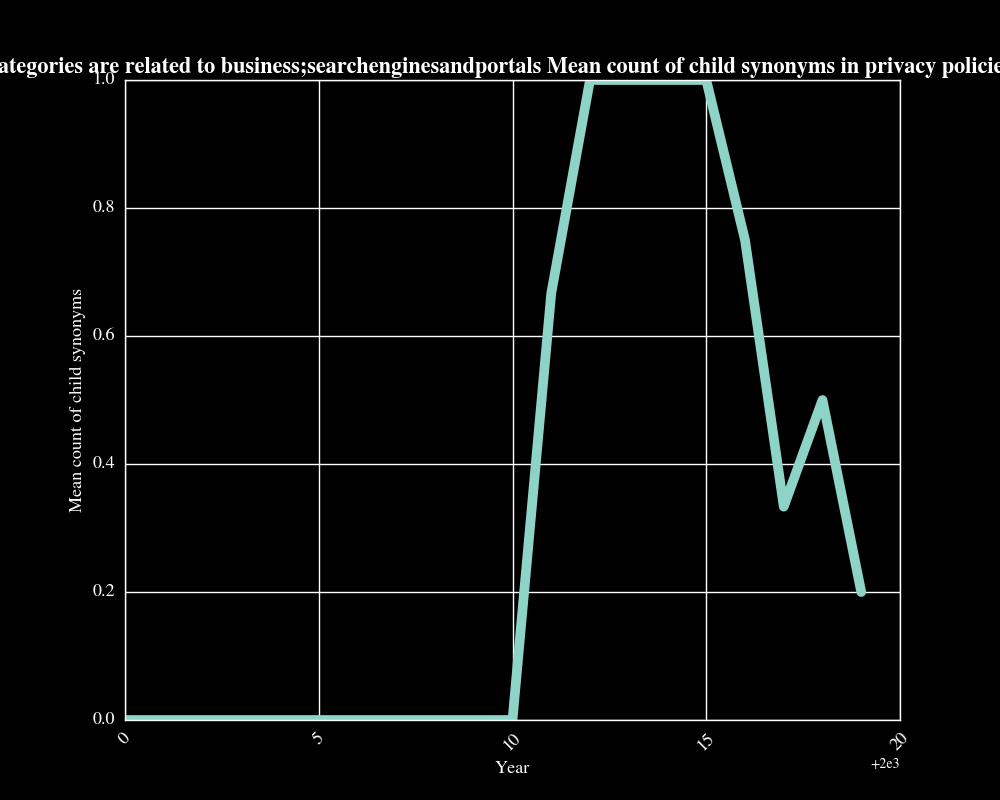 ategories are related to business;searchenginesandportals Mean count of child synonyms in privacy policie
1.0
0.8
0.6
0.4
0.2
0.0
Mean count of child synonyms
0 5 10 15 20
Year
+2e3